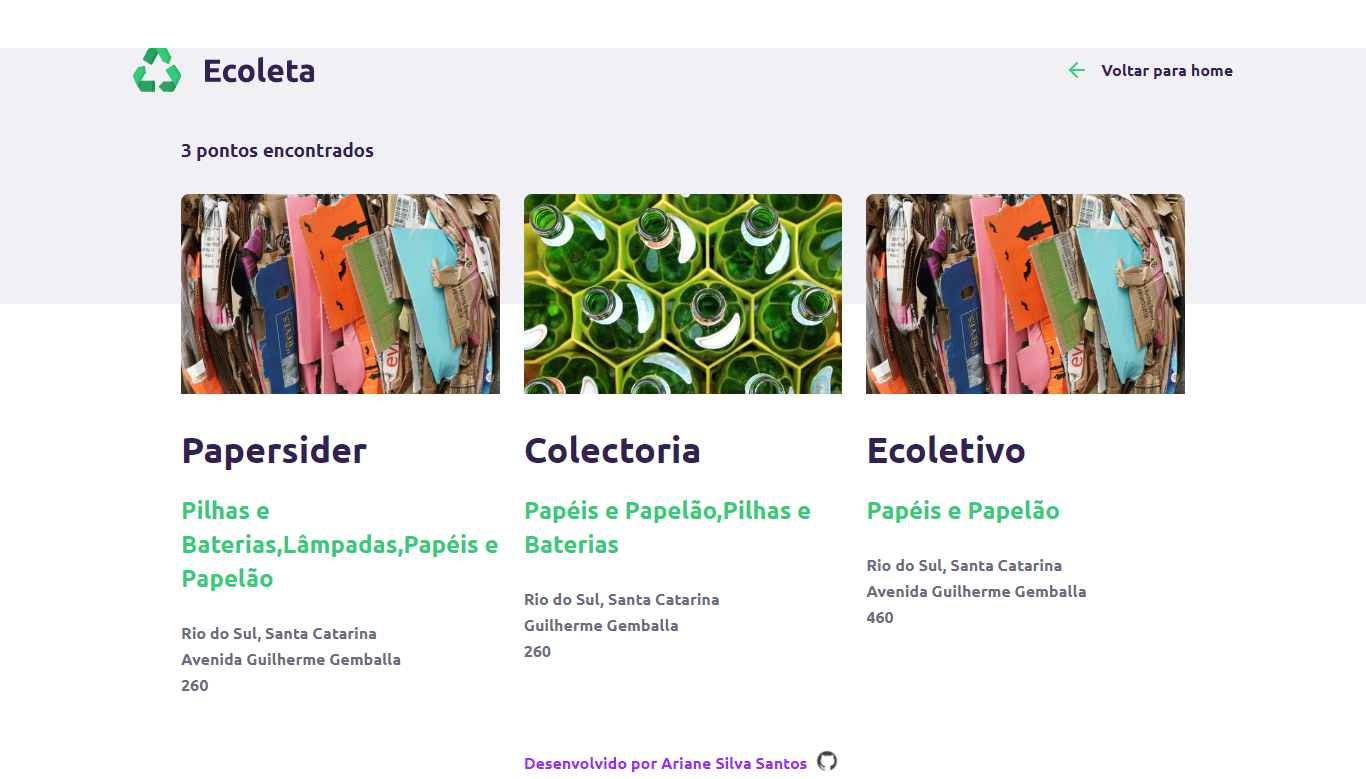 Ecoleta
Voltar para home
3 pontos encontrados
Papersider
Pilhas e
Baterias,Lâmpadas,Papéis e
Papelão
Rio do Sul, Santa Catarina
Avenida Guilherme Gemballa
260
Colectoria
Papéis e Papelão,Pilhas e
Baterias
Rio do Sul, Santa Catarina
Guilherme Gemballa
260
Ecoletivo
Papéis e Papelão
Rio do Sul, Santa Catarina
Avenida Guilherme Gemballa
460
Desenvolvido por Ariane Silva Santos